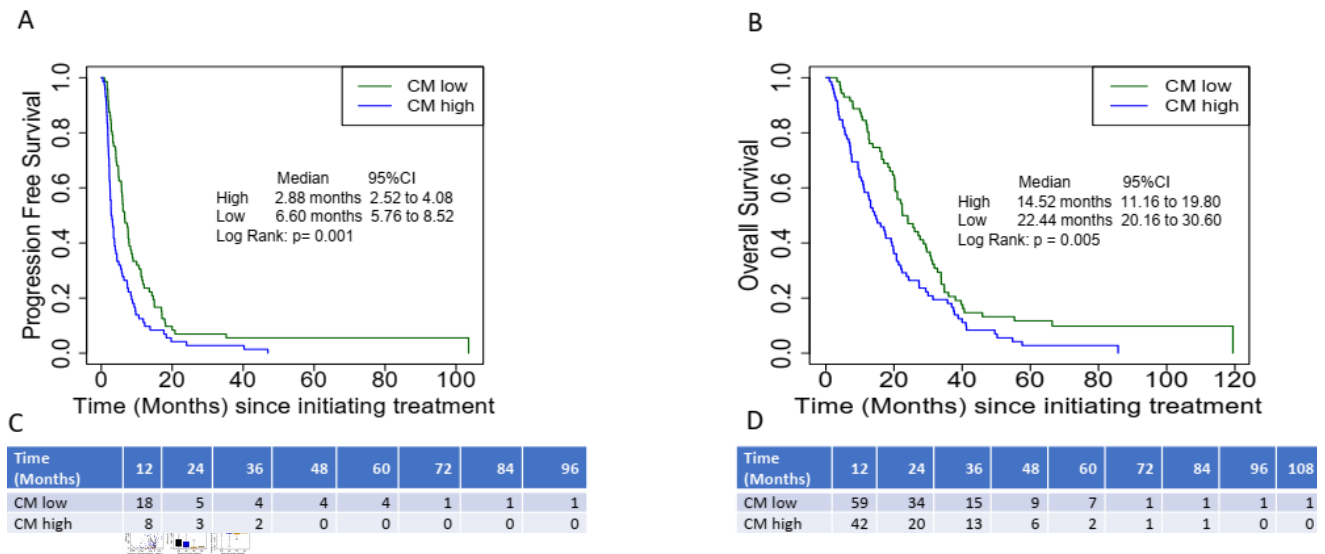 A
CM low
CM high
Progression Free Survival
0.0 0.2 0.4 0.6 0.8 1.0
Median 95%CI
High 2.88 months 2.52 to 4.08
Low 6.60 months 5.76 to 8.52
Log Rank: p= 0.001
0 20 40 60 80 100
Time (Months) since initiating treatment
B
CM low
CM high
Overall Survival
0.0 0.2 0.4 0.6 0.8 1.0
Median 95%CI
High 14.52 months 11.16 to 19.80
Low 22.44 months 20.16 to 30.60
Log Rank: p = 0.005
0 20 40 60 80 100 120
Time (Months) since initiating treatment
C
Time (Months) 12 24 36 48 60 72 84 96
CM low 18 5 4 4 4 1 1 1
CM high 8 3 2 0 0 0 0 0
D
Time (Months) 12 24 36 48 60 72 84 96 108
CM low 59 34 15 9 7 1 1 1 1
CM high 42 20 13 6 2 1 1 0 0